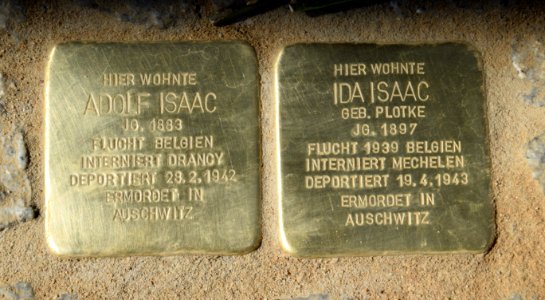 HIER WOHNTE
ADOLF ISAAC
JG. 1883
FLUCHT BELGIEN
INTERNIERT DRANCY
DEPORTIERT 28.2.1942
ERMORDET IN
AUSCHWITZ
HIER WOHNTE
IDA ISAAC
GEB. PLOTKE
JG. 1897
FLUCHT 1939 BELGIEN
INTERNIERT MECHELEN
DEPORTIERT 19.4.1943
ERMORDET IN
AUSCHWITZ